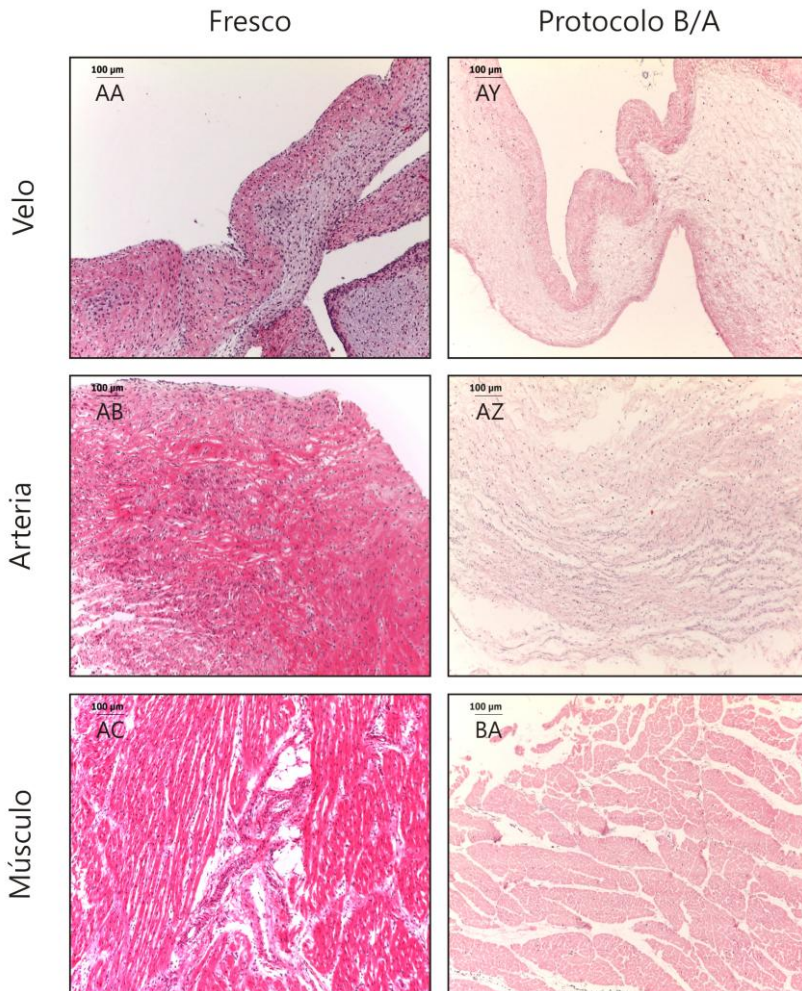 Fresco
Protocolo B/A
Velo
100 µm
AA
100 µm
AY
Arteria
100 µm
AB
100 µm
AZ
Músculo
100 µm
AC
100 µm
BA